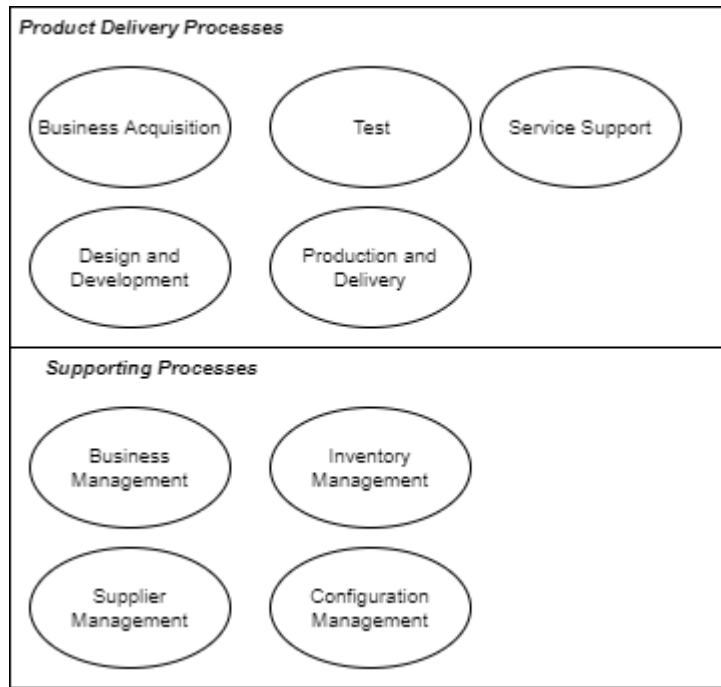 Product Delivery Processes
Business Acquisition
Test
Service Support
Design and
Development
Production and
Delivery
Supporting Processes
Business
Management
Inventory
Management
Supplier
Management
Configuration
Management